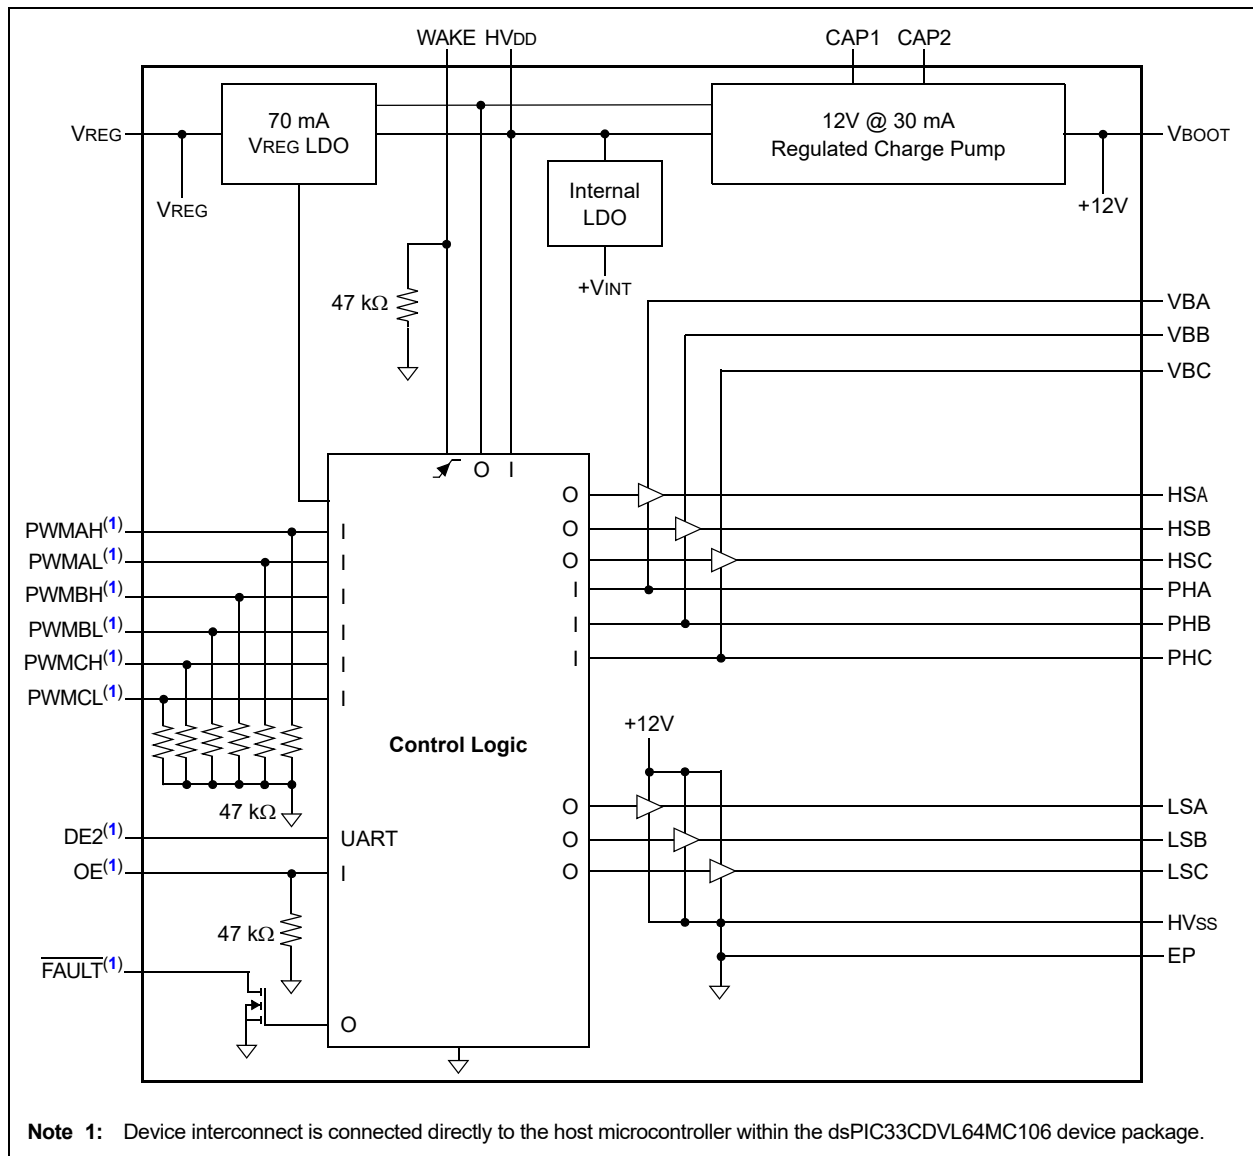 WAKE HVDD
CAP1 CAP2
70 mA
VREG LDO
12V @ 30 mA
Regulated Charge Pump
VREG
VBOOT
VREG
+12V
Internal
LDO
+VINT
47 kΩ
VBA
VBB
VBC
O I
O
HSA
O
HSB
O
HSC
I
PHA
I
PHB
I
PHC
PWMAH(1)
I
PWMAL(1)
I
PWMBH(1)
I
PWMBL(1)
I
PWMCH(1)
I
PWMCL(1)
I
47 kΩ
Control Logic
+12V
DE2(1)
UART
OE(1)
I
47 kΩ
FAULT(1)
O
O
LSA
O
LSB
O
LSC
HVSS
EP
Note 1: Device interconnect is connected directly to the host microcontroller within the dsPIC33CDVL64MC106 device package.